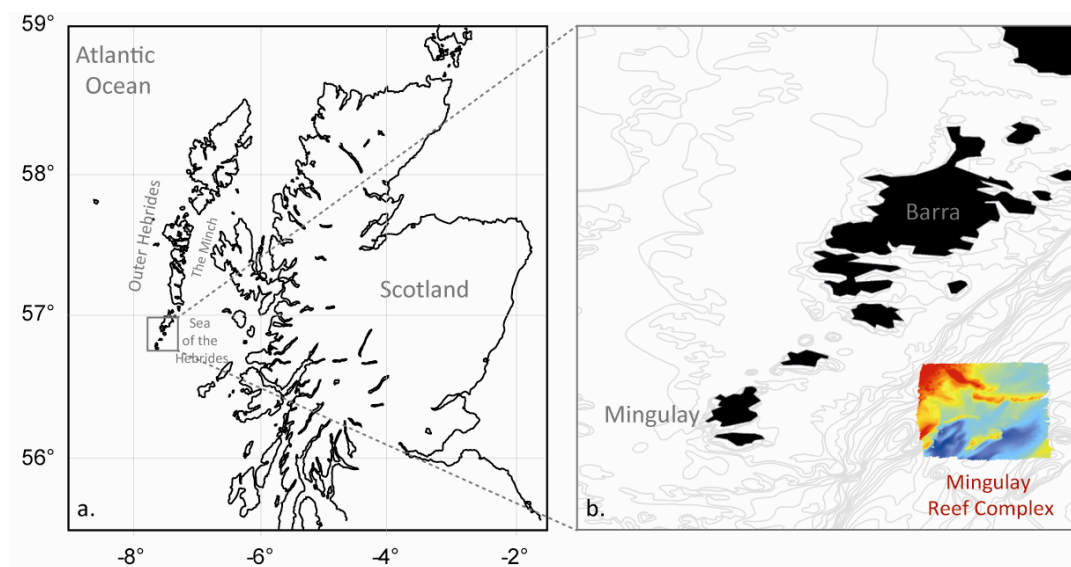 59°
58°
57°
56°
Atlantic
Ocean
Outer Hebrides
The Minch
Scotland
Sea
of the
Hebrides
a.
-8°
-6°
-4°
-2°
Barra
Mingulay
Mingulay
Reef Complex
b.